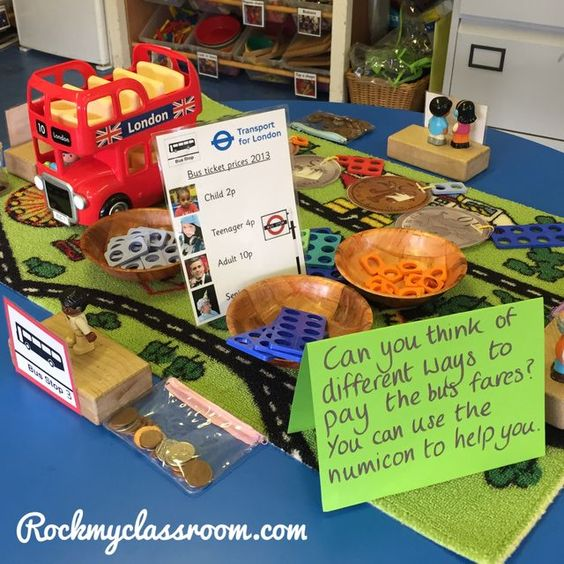 10 London
LONDON
Bus Stop
Transport
for London
Bus ticket prices 2013
Child 2p
Teenager 4p
Adult 10p
Bus Stop 3
Can you think of
different ways to
pay the bus fares?
You can use the
numicon to help you.
Rockmyclassroom.com